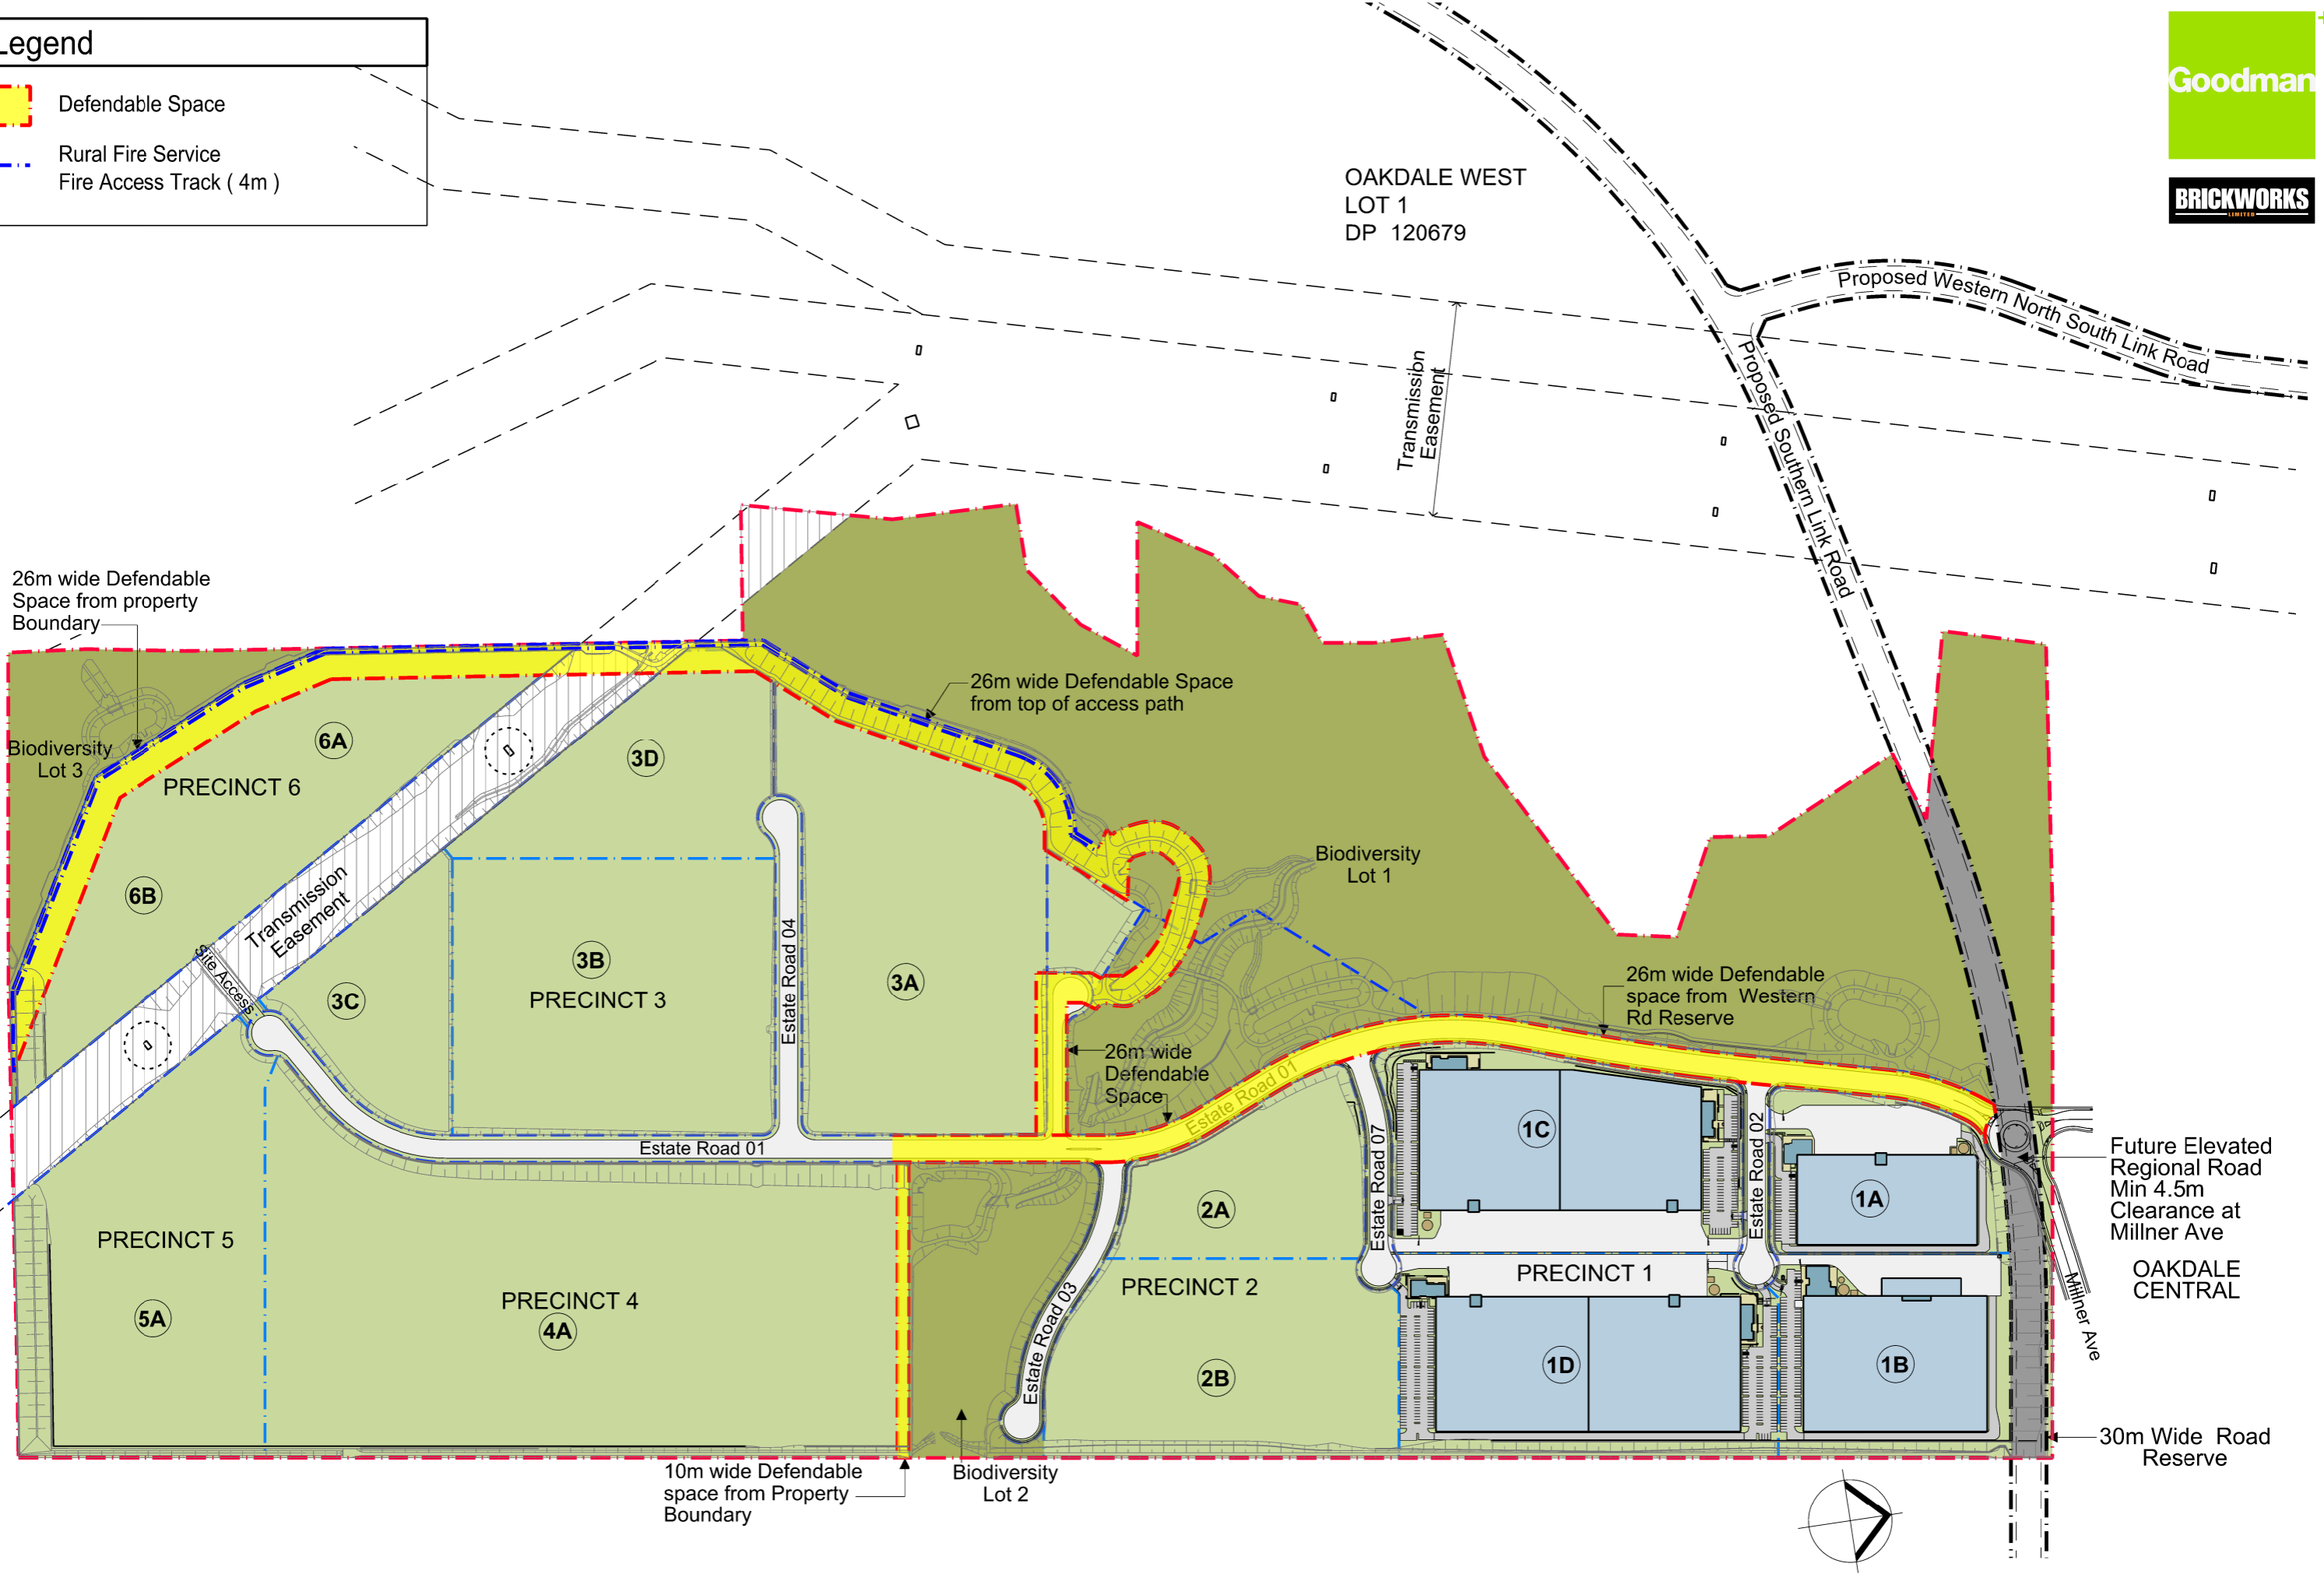 Legend
Defendable Space
Rural Fire Service
Fire Access Track ( 4m )
Goodman
BRICKWORKS
LIMITED
OAKDALE WEST
LOT 1
DP 120679
Proposed Western North South Link Road
Proposed Southern Link Road
Transmission
Easement
26m wide Defendable
Space from property
Boundary
26m wide Defendable Space
from top of access path
Biodiversity
Lot 3
6A
PRECINCT 6
3D
6B
Transmission
Easement
Site Access
3C
3B
PRECINCT 3
Estate Road 04
3A
Biodiversity
Lot 1
26m wide Defendable
space from Western
Rd Reserve
26m wide
Defendable
Space
Estate Road 01
Estate Road 01
Estate Road 07
1C
Estate Road 02
1A
Future Elevated
Regional Road
Min 4.5m
Clearance at
Millner Ave
OAKDALE
CENTRAL
Millner Ave
PRECINCT 5
5A
PRECINCT 4
4A
Estate Road 03
2A
PRECINCT 2
2B
PRECINCT 1
1D
1B
30m Wide Road
Reserve
10m wide Defendable
space from Property
Boundary
Biodiversity
Lot 2